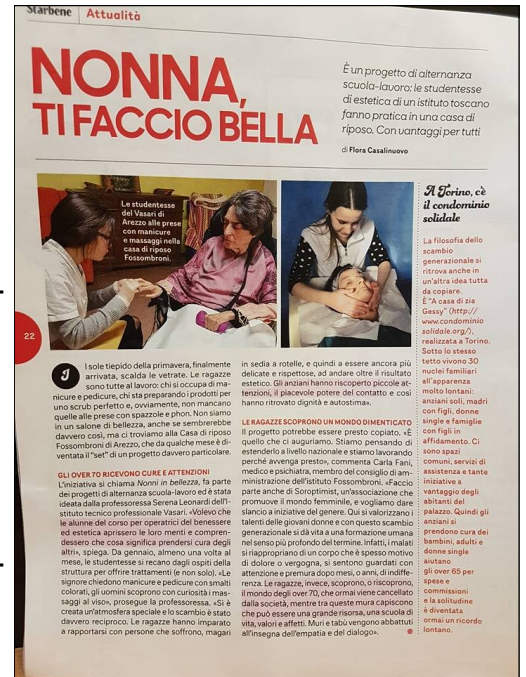 Starbene
Attualità
NONNA,
TI FACCIO BELLA
È un progetto di alternanza
scuola-lavoro: le studentesse
di estetica di un istituto toscano
fanno pratica in una casa di
riposo. Con vantaggi per tutti
di Flora Casalinuovo
Le studentesse
del Vasari di
Arezzo alle prese
con manicure
e massaggi nella
casa di riposo
Fossombroni.
22
Il sole tiepido della primavera, finalmente
arrivata, scalda le vetrate. Le ragazze
sono tutte al lavoro: chi si occupa di ma-
nicure e pedicure, chi sta preparando i prodotti per
uno scrub perfetto e, ovviamente, non mancano
quelle alle prese con spazzole e phon. Non siamo
in un salone di bellezza, anche se sembrerebbe
davvero così, ma ci troviamo alla Casa di riposo
Fossombroni di Arezzo, che da qualche mese è di-
ventata il "set" di un progetto davvero particolare.
GLI OVER 70 RICEVONO CURE E ATTENZIONI
L'iniziativa si chiama Nonni in bellezza, fa parte
dei progetti di alternanza scuola-lavoro ed è stata
ideata dalla professoressa Serena Leonardi dell'I-
stituto tecnico professionale Vasari. «Volevo che
le alunne del corso per operatrici del benessere
ed estetica aprissero le loro menti e comprendes-
sero che cosa significa prendersi cura degli
altri», spiega. Da gennaio, almeno una volta al
mese, le studentesse si recano dagli ospiti della
struttura per offrire trattamenti (e non solo). «Le
signore chiedono manicure e pedicure con smalti
colorati, gli uomini scoprono con curiosità i mas-
saggi al viso», prosegue la professoressa. «Si è
creata un'atmosfera speciale e lo scambio è stato
davvero reciproco. Le ragazze hanno imparato
a rapportarsi con persone che soffrono, magari
in sedia a rotelle, e quindi a essere ancora più
delicate e rispettose, ad andare oltre il risultato
estetico. Gli anziani hanno riscoperto piccole at-
tenzioni, il piacevole potere del contatto e così
hanno ritrovato dignità e autostima».
LE RAGAZZE SCOPRONO UN MONDO DIMENTICATO
Il progetto potrebbe essere presto copiato. «È
quello che ci auguriamo. Stiamo pensando di
estenderlo a livello nazionale e stiamo lavorando
perché avvenga presto», commenta Carla Fani,
medico e psichiatra, membro del consiglio di am-
ministrazione dell'istituto Fossombroni. «Faccio
parte anche di Soroptimist, un'associazione che
promuove il mondo femminile, e vogliamo dare
slancio a iniziative del genere. Qui si valorizzano i
talenti delle giovani donne e con questo scambio
generazionale si dà vita a una formazione umana
nel senso più profondo del termine. Infatti, i malati
si riappropriano di un corpo che è spesso motivo
di dolore o vergogna, si sentono guardati con
attenzione e premura dopo mesi, o anni, di indiffe-
renza. Le ragazze, invece, scoprono, o riscoprono,
il mondo degli over 70, che ormai viene cancellato
dalla società, mentre tra queste mura capiscono
che può essere una grande risorsa, una scuola di
vita, valori e affetti. Muri e tabù vengono abbattuti
all'insegna dell'empatia e del dialogo».
A Torino, c'è
il condominio
solidale
La filosofia dello
scambio
generazionale si
ritrova anche in
un'altra idea tutta
da copiare.
È "A casa di zia
Gessy" (http://
www.condominio
solidale.org/),
realizzata a Torino.
Sotto lo stesso
tetto vivono 30
nuclei familiari
all'apparenza
molto lontani:
anziani soli, madri
con figli, donne
single e famiglie
con figli in
affidamento. Ci
sono spazi
comuni, servizi di
assistenza e tante
iniziative a
vantaggio degli
abitanti del
palazzo. Quindi gli
anziani si
prendono cura dei
bambini, adulti e
donne single
aiutano
gli over 65 per
spese e
commissioni
e la solitudine
è diventata
ormai un ricordo
lontano.